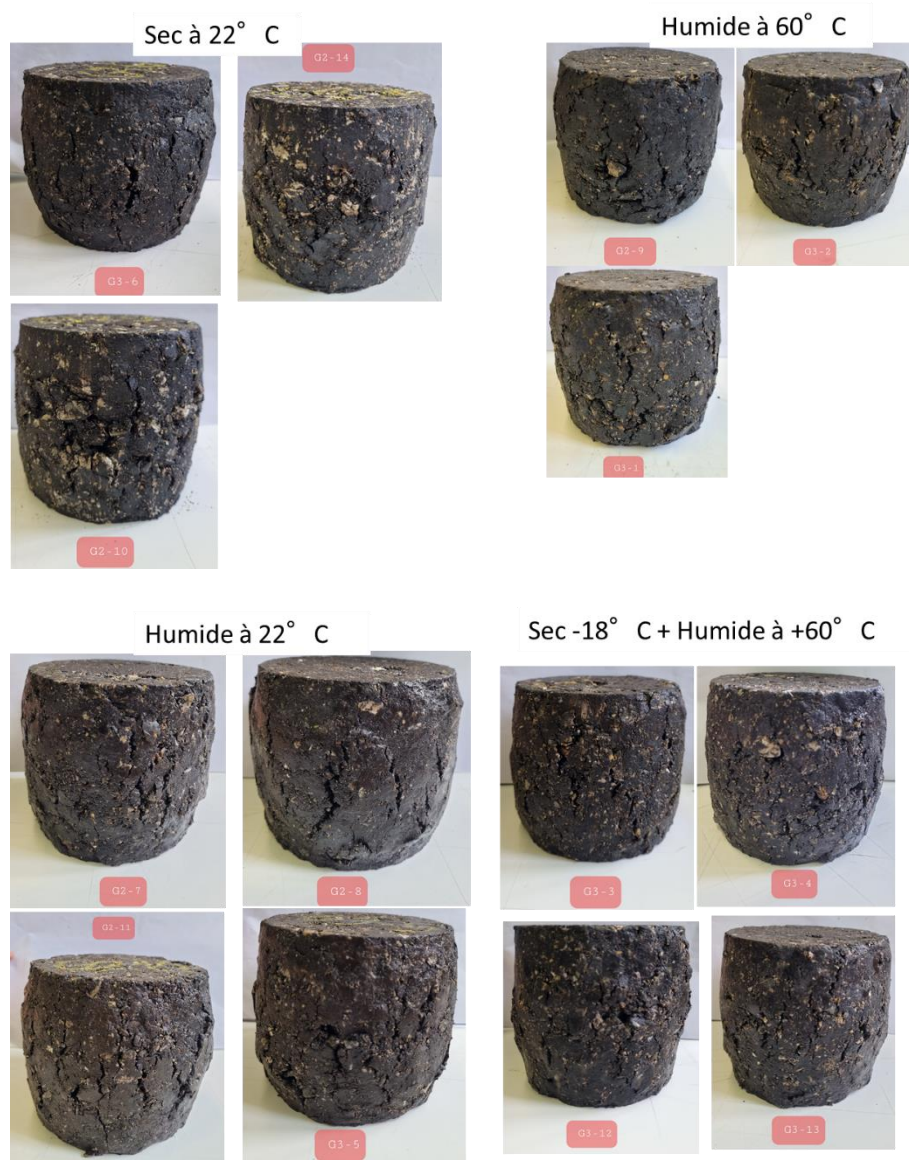 Sec à 22° C
G2-14
G3-6
G2-10
Humide à 60° C
G2-9
G3-2
G3-1
Humide à 22° C
G2-7
G2-8
G2-11
G3-5
Sec -18° C + Humide à +60° C
G3-3
G3-4
G3-12
G3-13